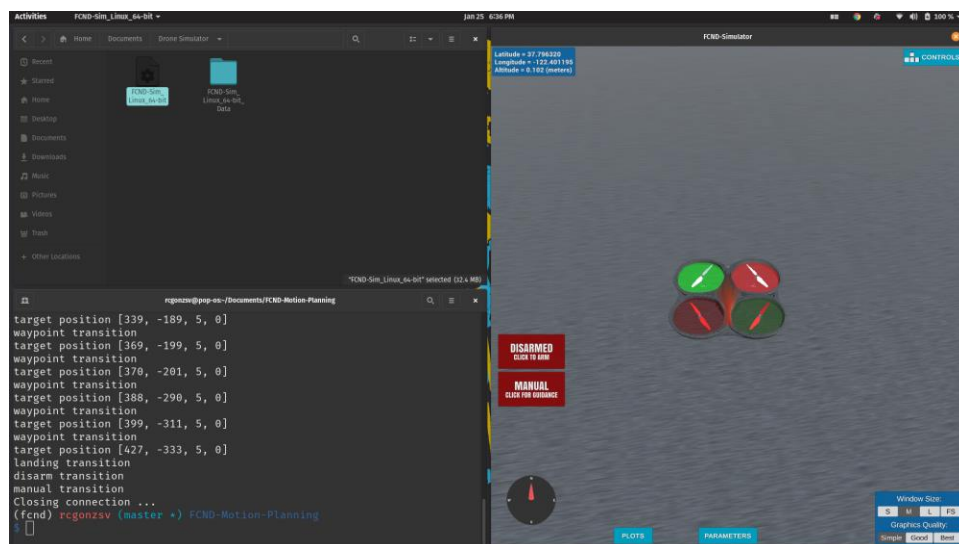 Activities FCND-Sim_Linux_64-bit Jan 25 6:36 PM 100 %
Home Documents Drone Simulator
Recent
Starred
Home
Desktop
Documents
Downloads
Music
Pictures
Videos
Trash
+ Other Locations
FCND-Sim_
Linux_64-bit
FCND-Sim_
Linux_64-bit_
Data
"FCND-Sim_Linux_64-bit" selected (32.4 MB)
rcgonzsv@pop-os:~/Documents/FCND-Motion-Planning
target position [339, -189, 5, 0]
waypoint transition
target position [369, -199, 5, 0]
waypoint transition
target position [370, -201, 5, 0]
waypoint transition
target position [388, -290, 5, 0]
waypoint transition
target position [399, -311, 5, 0]
waypoint transition
target position [427, -333, 5, 0]
landing transition
disarm transition
manual transition
Closing connection ...
(fcnd) rcgonzsv (master *) FCND-Motion-Planning
$
FCND-Simulator
Latitude = 37.796320
Longitude = -122.401195
Altitude = 0.102 (meters)
CONTROLS
DISARMED
CLICK TO ARM
MANUAL
CLICK FOR GUIDANCE
PLOTS
PARAMETERS
Window Size:
S M L FS
Graphics Quality:
Simple Good Best